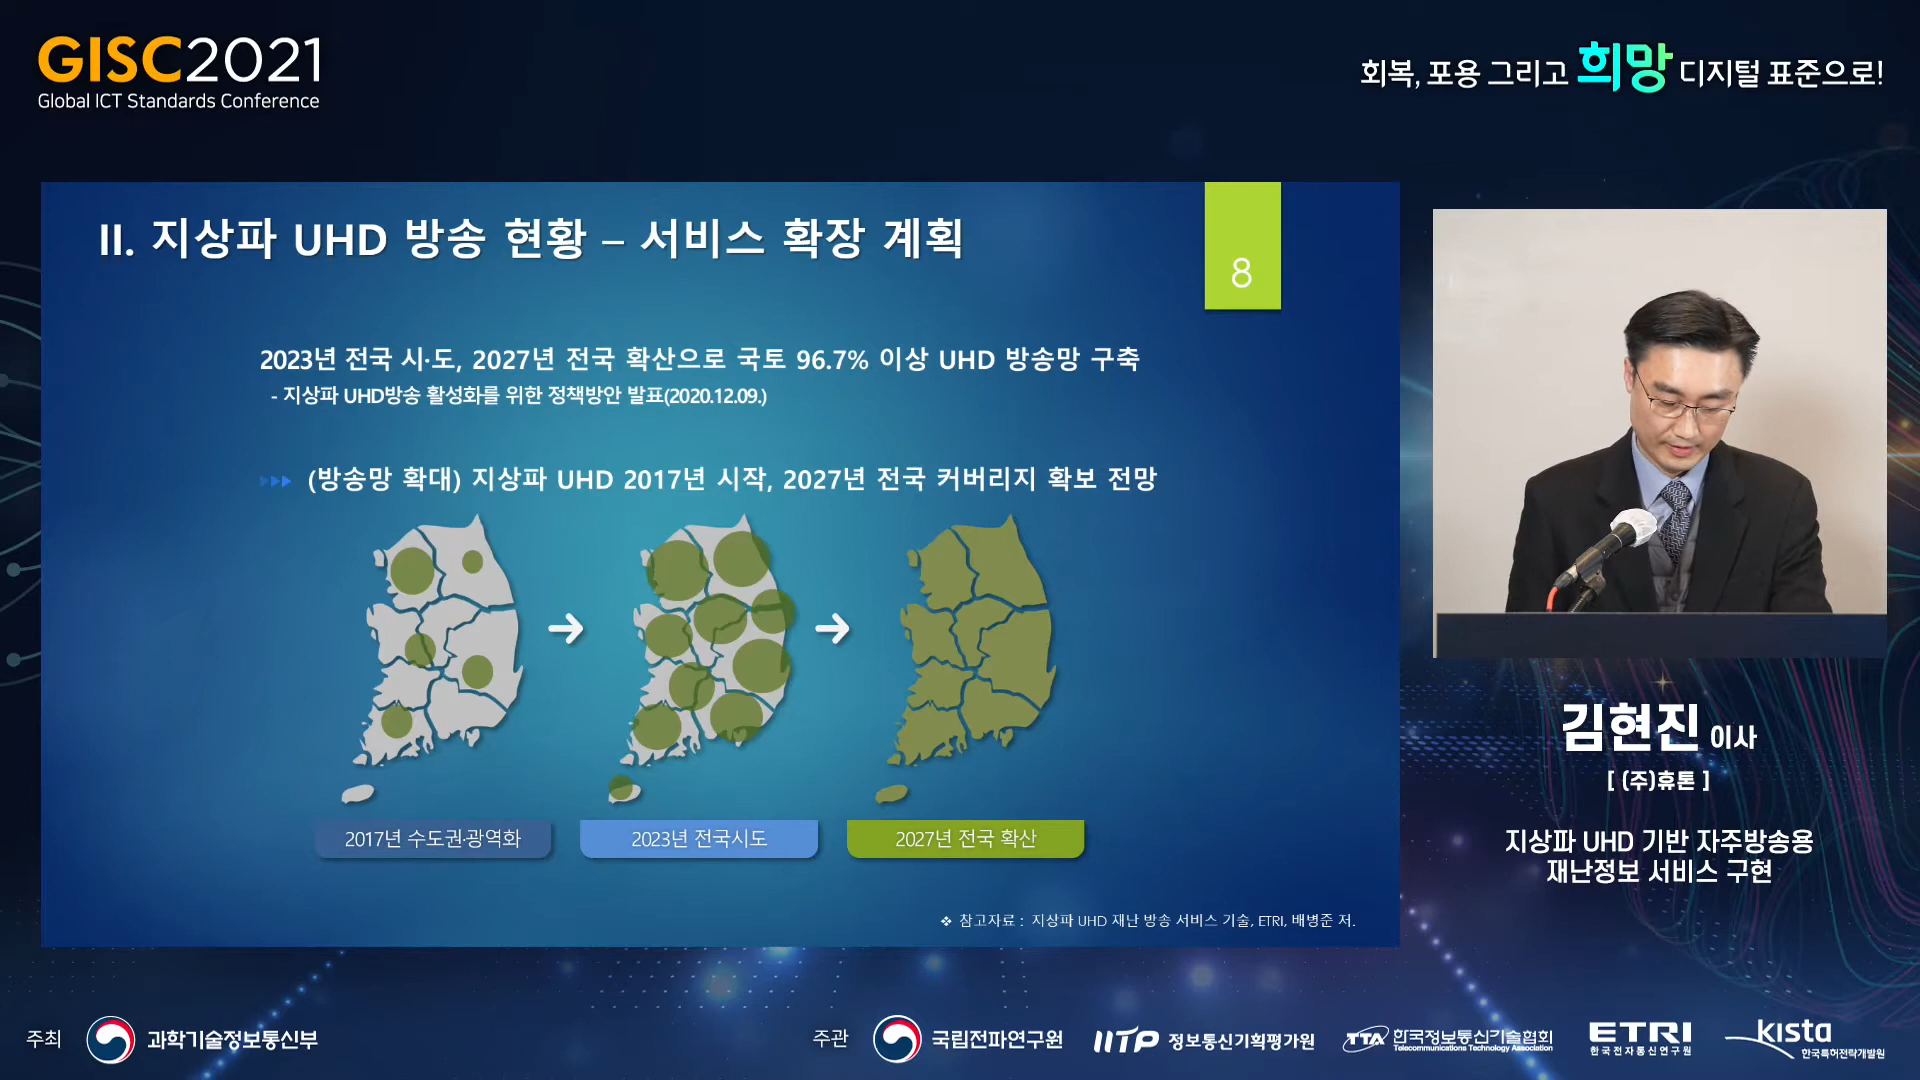 GISC2021
Global ICT Standards Conference
회복, 포용 그리고 희망 디지털 표준으로!
II. 지상파 UHD 방송 현황 – 서비스 확장 계획
8
2023년 전국 시·도, 2027년 전국 확산으로 국토 96.7% 이상 UHD 방송망 구축
- 지상파 UHD방송 활성화를 위한 정책방안 발표(2020.12.09.)
(방송망 확대) 지상파 UHD 2017년 시작, 2027년 전국 커버리지 확보 전망
2017년 수도권·광역화
2023년 전국시도
2027년 전국 확산
❖ 참고자료 : 지상파 UHD 재난 방송 서비스 기술, ETRI, 배병준 저.
김현진 이사
[ (주)휴톤 ]
지상파 UHD 기반 자주방송용
재난정보 서비스 구현
주최 과학기술정보통신부
주관 국립전파연구원
IITP 정보통신기획평가원
TTA 한국정보통신기술협회
Telecommunications Technology Association
ETRI
한국전자통신연구원
kista
한국특허전략개발원